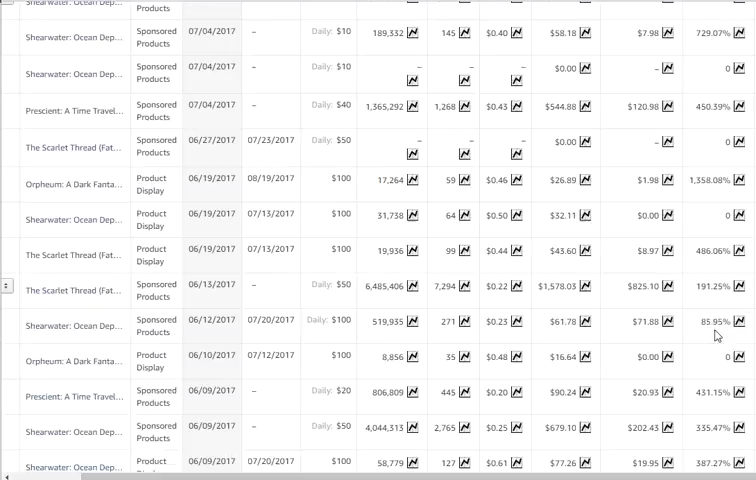 Shearwater: Ocean Dep...
Products
Shearwater: Ocean Dep... Sponsored Products 07/04/2017 – Daily: $10 189,332 145 $0.40 $58.18 $7.98 729.07%
Shearwater: Ocean Dep... Sponsored Products 07/04/2017 – Daily: $10 – – – $0.00 – 0
Prescient: A Time Travel... Sponsored Products 07/04/2017 – Daily: $40 1,365,292 1,268 $0.43 $544.88 $120.98 450.39%
The Scarlet Thread (Fat... Sponsored Products 06/27/2017 07/23/2017 Daily: $50 – – – $0.00 – 0
Orpheum: A Dark Fanta... Product Display 06/19/2017 08/19/2017 $100 17,264 59 $0.46 $26.89 $1.98 1,358.08%
Shearwater: Ocean Dep... Product Display 06/19/2017 07/13/2017 $100 31,738 64 $0.50 $32.11 $0.00 0
The Scarlet Thread (Fat... Product Display 06/19/2017 07/13/2017 $100 19,936 99 $0.44 $43.60 $8.97 486.06%
The Scarlet Thread (Fat... Sponsored Products 06/13/2017 – Daily: $50 6,485,406 7,294 $0.22 $1,578.03 $825.10 191.25%
Shearwater: Ocean Dep... Sponsored Products 06/12/2017 07/20/2017 Daily: $100 519,935 271 $0.23 $61.78 $71.88 85.95%
Orpheum: A Dark Fanta... Product Display 06/10/2017 07/12/2017 $100 8,856 35 $0.48 $16.64 $0.00 0
Prescient: A Time Travel... Sponsored Products 06/09/2017 – Daily: $20 806,809 445 $0.20 $90.24 $20.93 431.15%
Shearwater: Ocean Dep... Sponsored Products 06/09/2017 – Daily: $50 4,044,313 2,765 $0.25 $679.10 $202.43 335.47%
Shearwater: Ocean Dep... Product 06/09/2017 07/20/2017 $100 58,779 127 $0.61 $77.26 $19.95 387.27%